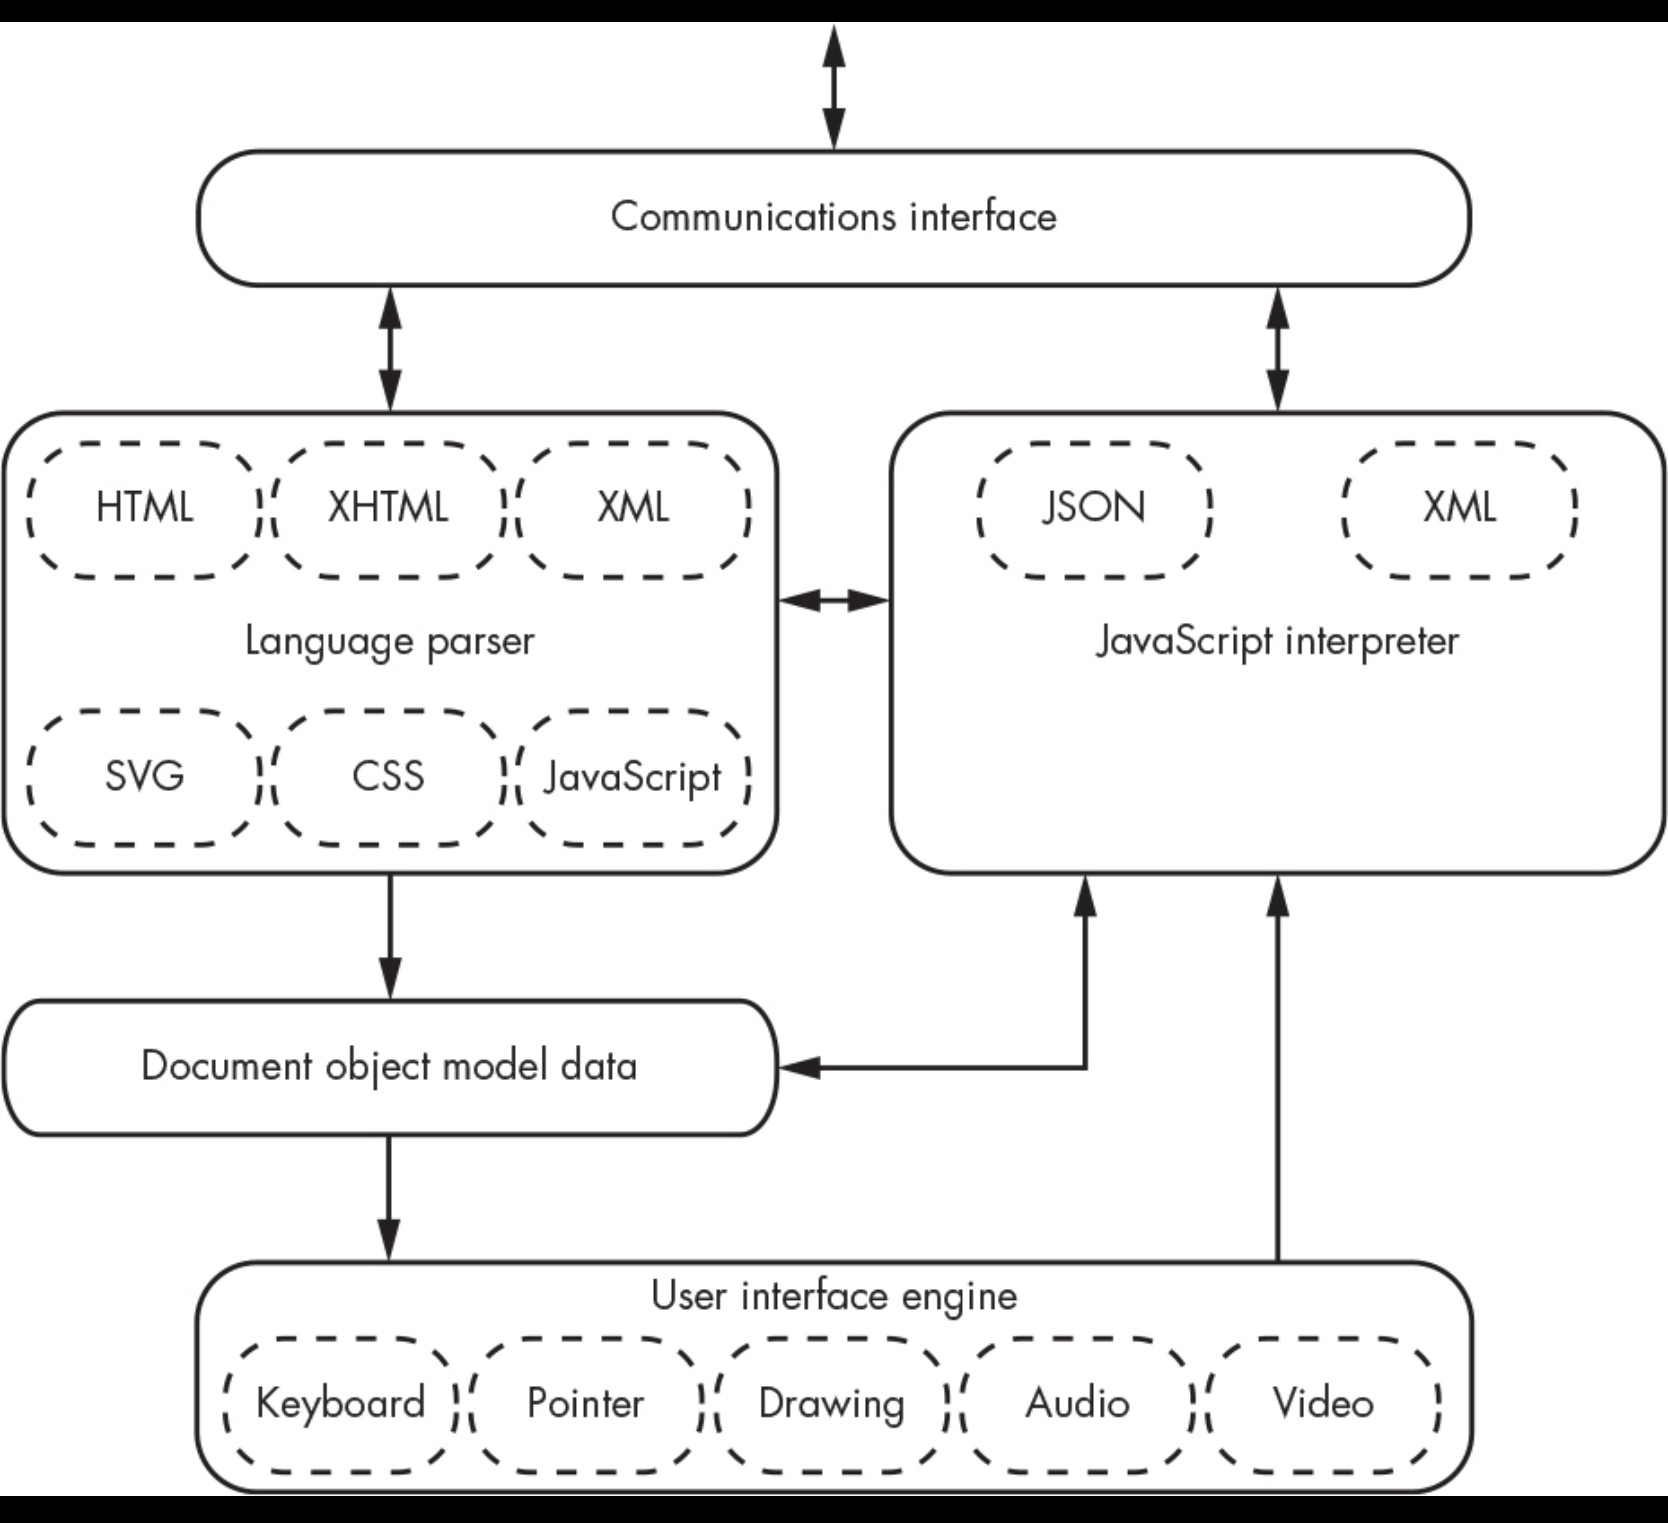 Communications interface
HTML
XHTML
XML
Language parser
SVG
CSS
JavaScript
JSON
XML
JavaScript interpreter
Document object model data
User interface engine
Keyboard
Pointer
Drawing
Audio
Video